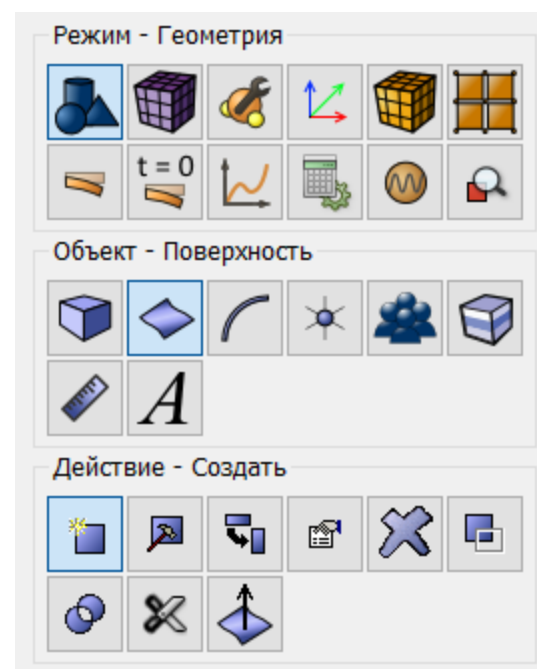 Режим - Геометрия
t = 0
Объект - Поверхность
A
Действие - Создать